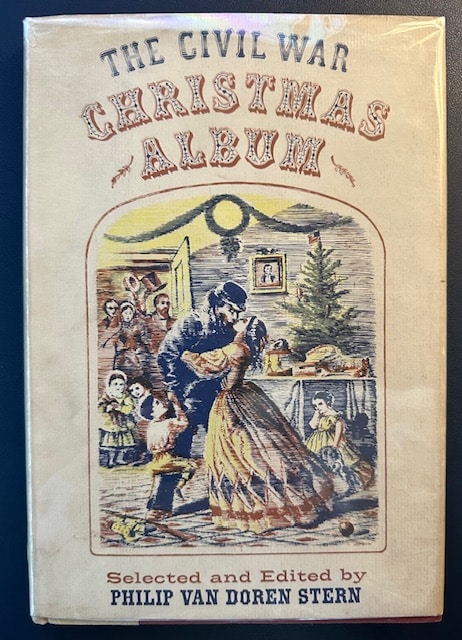 THE CIVIL WAR
CHRISTMAS
ALBUM
Selected and Edited by
PHILIP VAN DOREN STERN